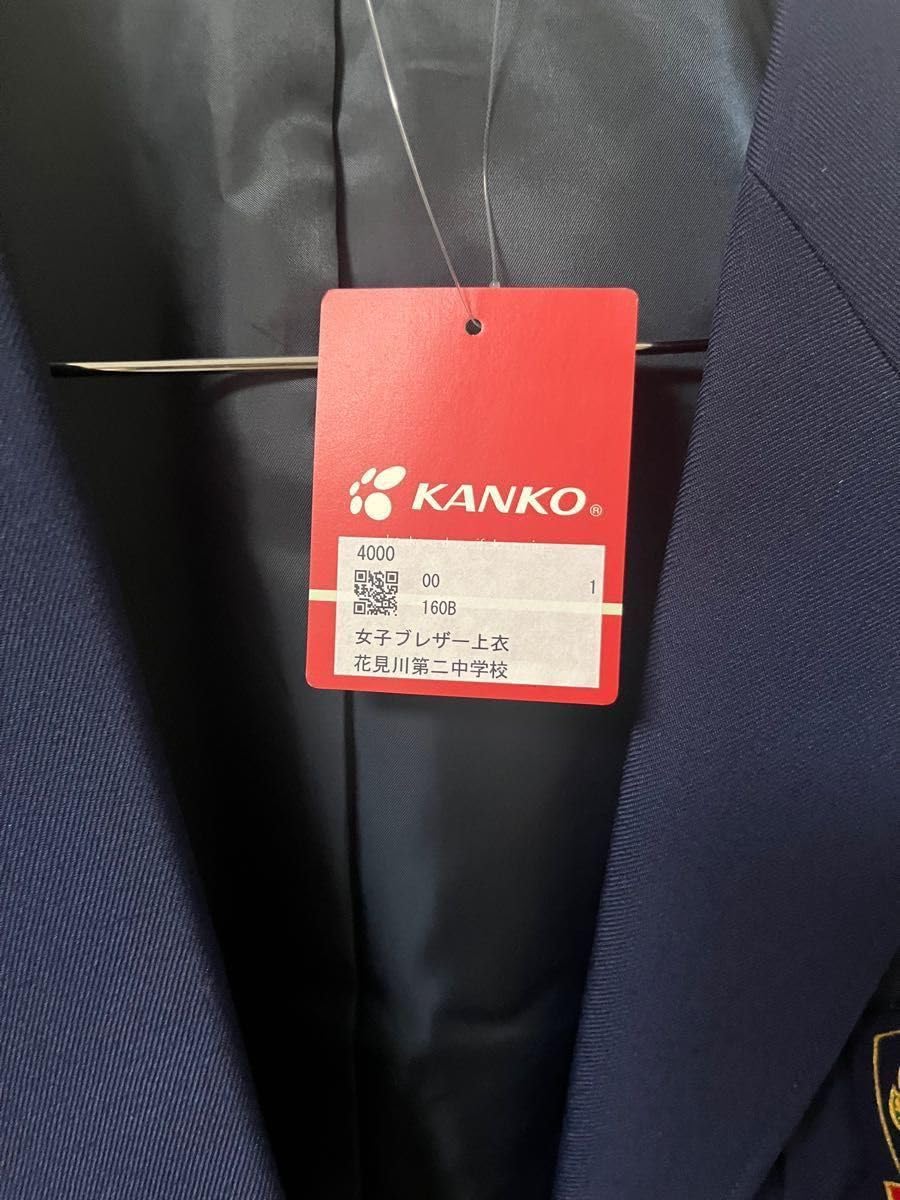 KANKO®
4000
00 1
160B
女子ブレザー上衣
花見川第二中学校